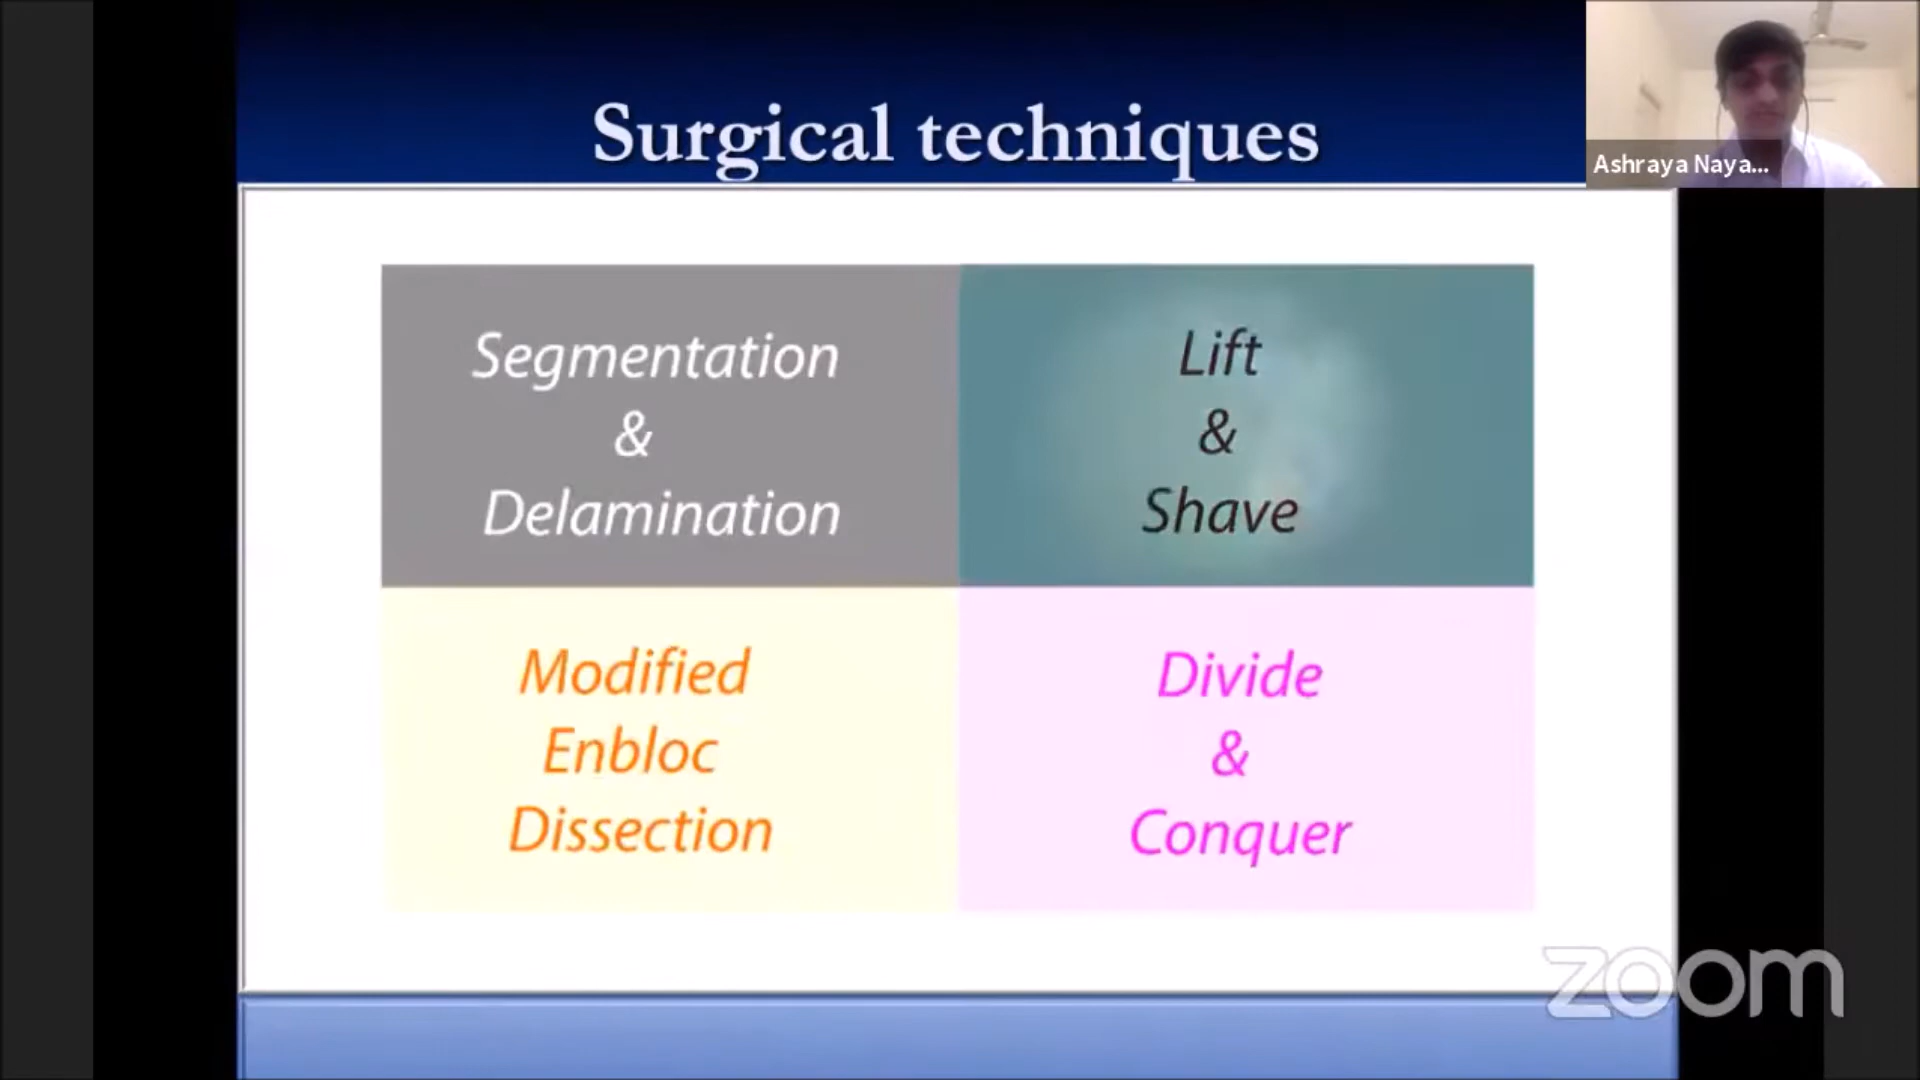 Surgical techniques
Ashraya Naya...
Segmentation
&
Delamination
Lift
&
Shave
Modified
Enbloc
Dissection
Divide
&
Conquer
zoom